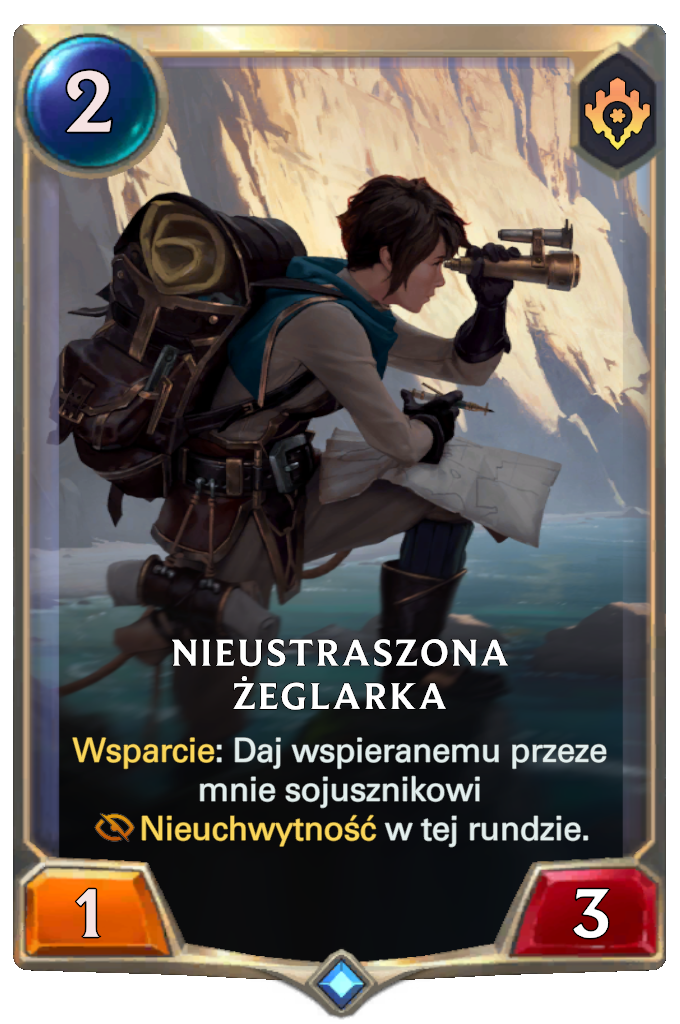 2
NIEUSTRASZONA
ŻEGLARKA
Wsparcie: Daj wspieranemu przeze
mnie sojusznikowi
Nieuchwytność w tej rundzie.
1
3